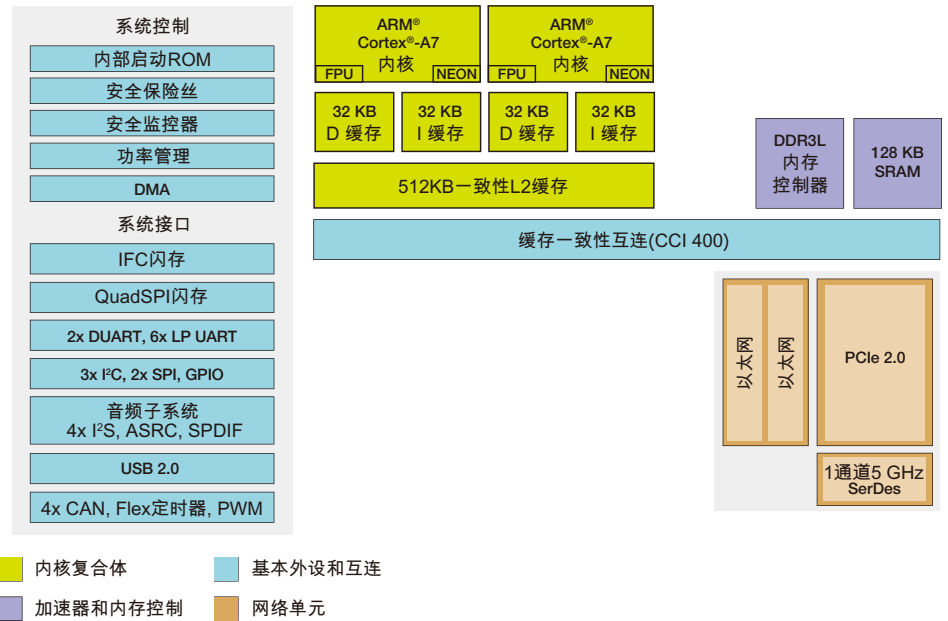 系统控制
内部启动ROM
安全保险丝
安全监控器
功率管理
DMA
系统接口
IFC闪存
QuadSPI闪存
2x DUART, 6x LP UART
3x I²C, 2x SPI, GPIO
音频子系统
4x I²S, ASRC, SPDIF
USB 2.0
4x CAN, Flex定时器, PWM
ARM®
Cortex®-A7
内核
FPU
NEON
ARM®
Cortex®-A7
内核
FPU
NEON
32 KB
D 缓存
32 KB
I 缓存
32 KB
D 缓存
32 KB
I 缓存
512KB一致性L2缓存
DDR3L
内存
控制器
128 KB
SRAM
缓存一致性互连(CCI 400)
以太网
以太网
PCIe 2.0
1通道5 GHz
SerDes
内核复合体
基本外设和互连
加速器和内存控制
网络单元